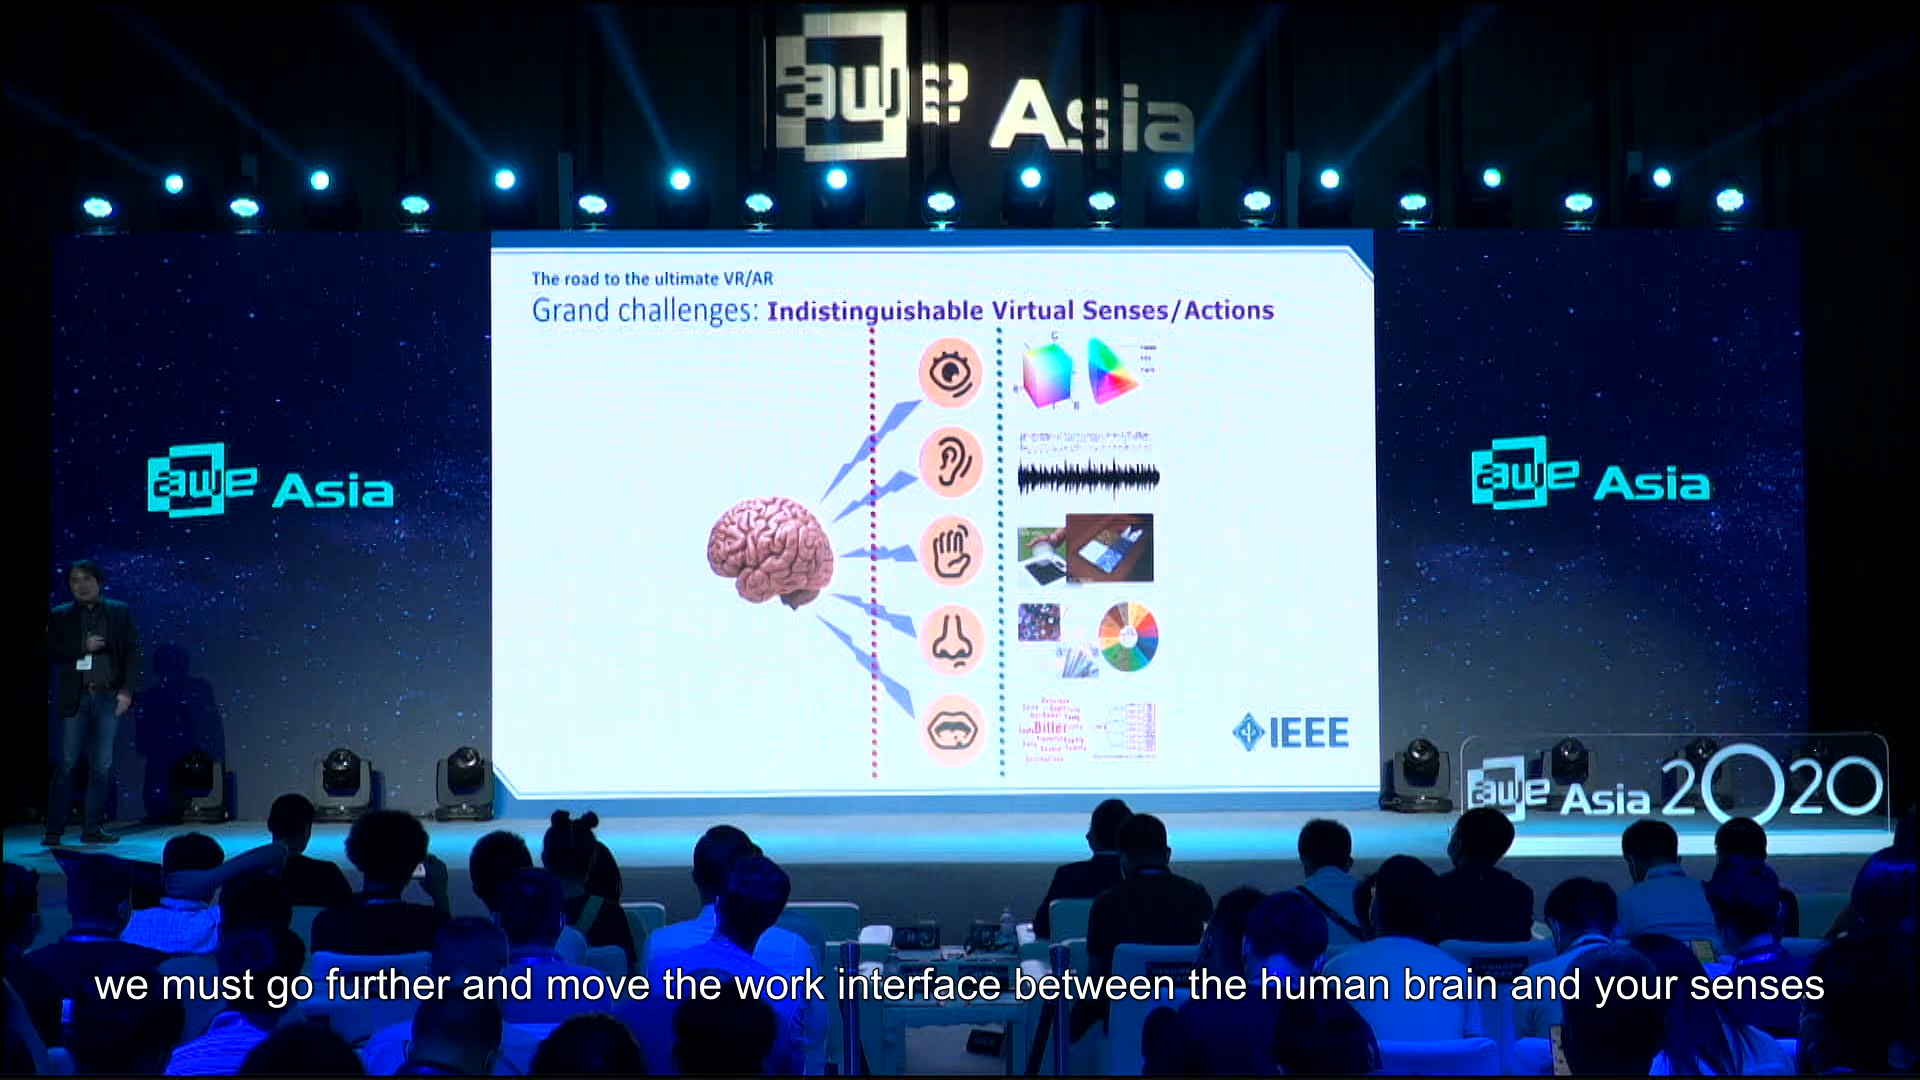 awe Asia
The road to the ultimate VR/AR
Grand challenges: Indistinguishable Virtual Senses/Actions
awe Asia
awe Asia
Bitter
IEEE
awe Asia 2020
we must go further and move the work interface between the human brain and your senses